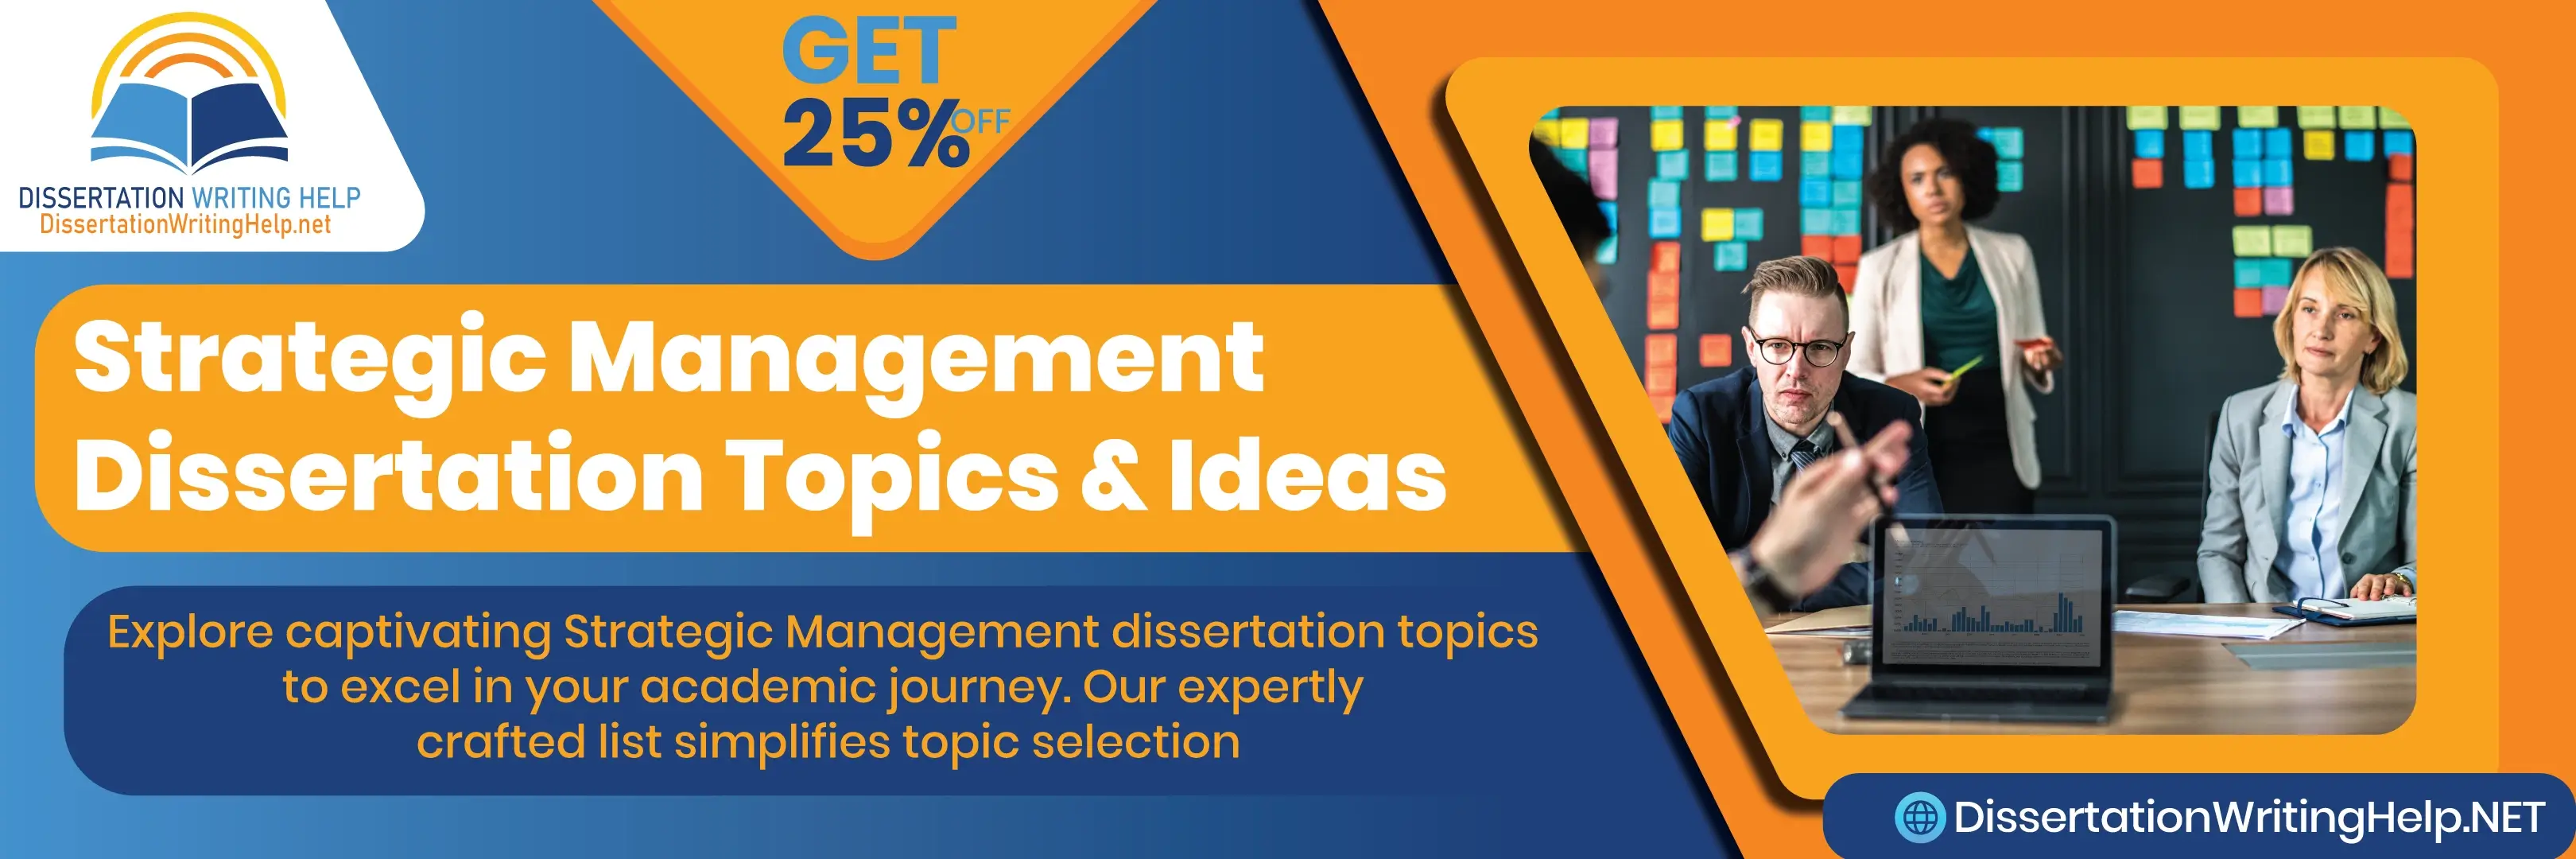 DISSERTATION WRITING HELP
DissertationWritingHelp.net
GET
25% OFF
Strategic Management
Dissertation Topics & Ideas
Explore captivating Strategic Management dissertation topics
to excel in your academic journey. Our expertly
crafted list simplifies topic selection
DissertationWritingHelp.NET